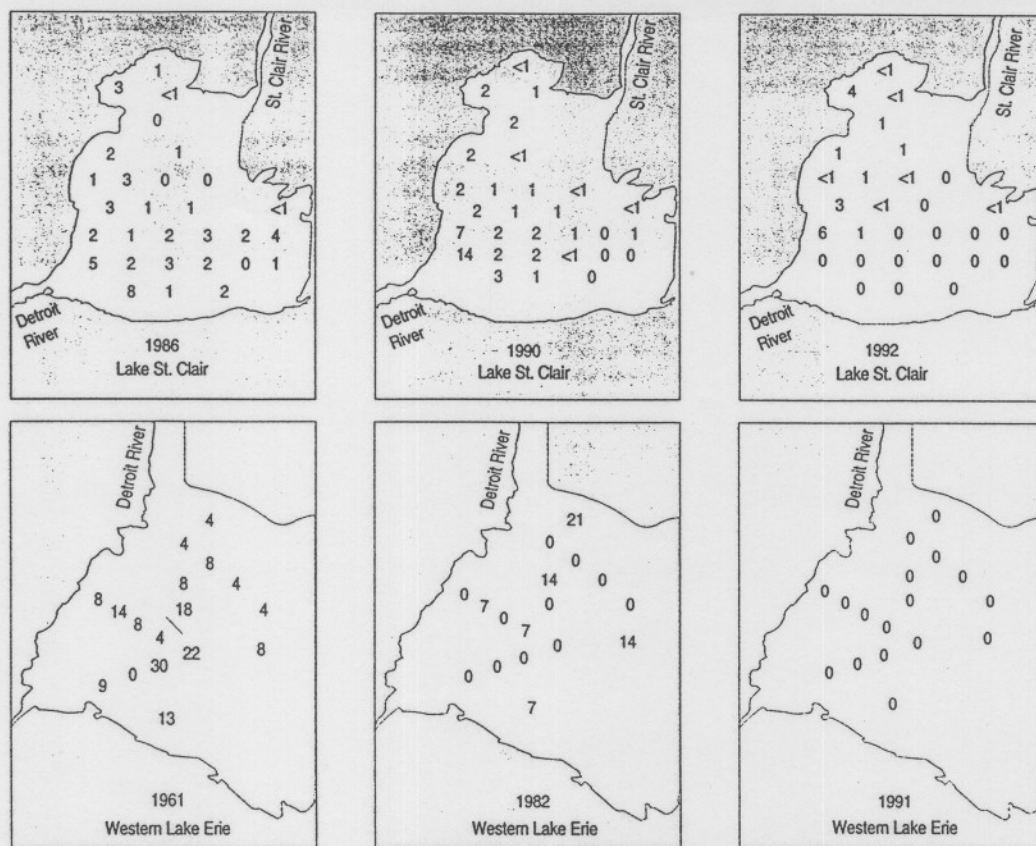 St. Clair River
1
3
<1
0
2 1
1 3 0 0
3 1 1 <1
2 1 2 3 2 4
5 2 3 2 0 1
8 1 2
Detroit
River
1986
Lake St. Clair
St. Clair River
<1
2 1
2
2 <1
2 1 1 <1
2 1 1 <1
7 2 2 1 0 1
14 2 2 <1 0 0
3 1 0
Detroit
River
1990
Lake St. Clair
St. Clair River
<1
4 <1
1
1 1
<1 1 <1 0
3 <1 0 <1
6 1 0 0 0 0 0
0 0 0 0 0 0 0
0 0 0
Detroit
River
1992
Lake St. Clair
Detroit River
4
4
8
8 4
8 14 18 4
8
4
22 8
30
0
9
13
1961
Western Lake Erie
Detroit River
21
0
0
14 0
0
7 0 0
0
7
0 14
0
0
0
7
1982
Western Lake Erie
Detroit River
0
0
0
0 0
0
0 0 0
0
0
0 0
0
0
0
0
1991
Western Lake Erie